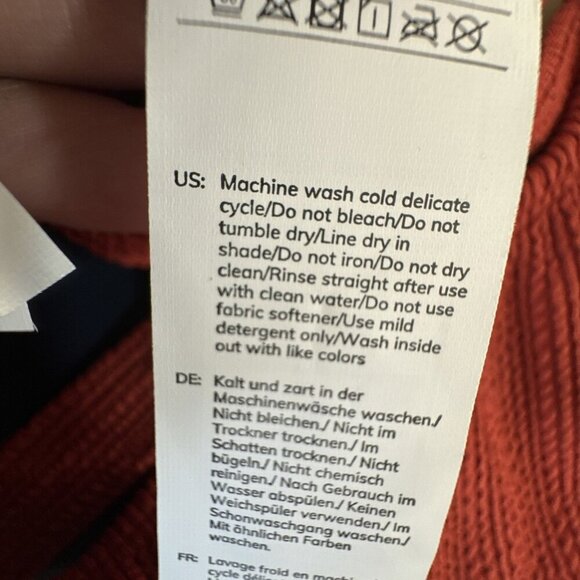 US: Machine wash cold delicate
cycle/Do not bleach/Do not
tumble dry/Line dry in
shade/Do not iron/Do not dry
clean/Rinse straight after use
with clean water/Do not use
fabric softener/Use mild
detergent only/Wash inside
out with like colors
DE: Kalt und zart in der
Maschinenwäsche waschen./
Nicht bleichen./ Nicht im
Trockner trocknen./ Im
Schatten trocknen./ Nicht
bügeln./ Nicht chemisch
reinigen./ Nach Gebrauch im
Wasser abspülen./ Keinen
Weichspüler verwenden./ Im
Schonwaschgang waschen./
Mit ähnlichen Farben
waschen.
FR: Lavage froid en
cycle